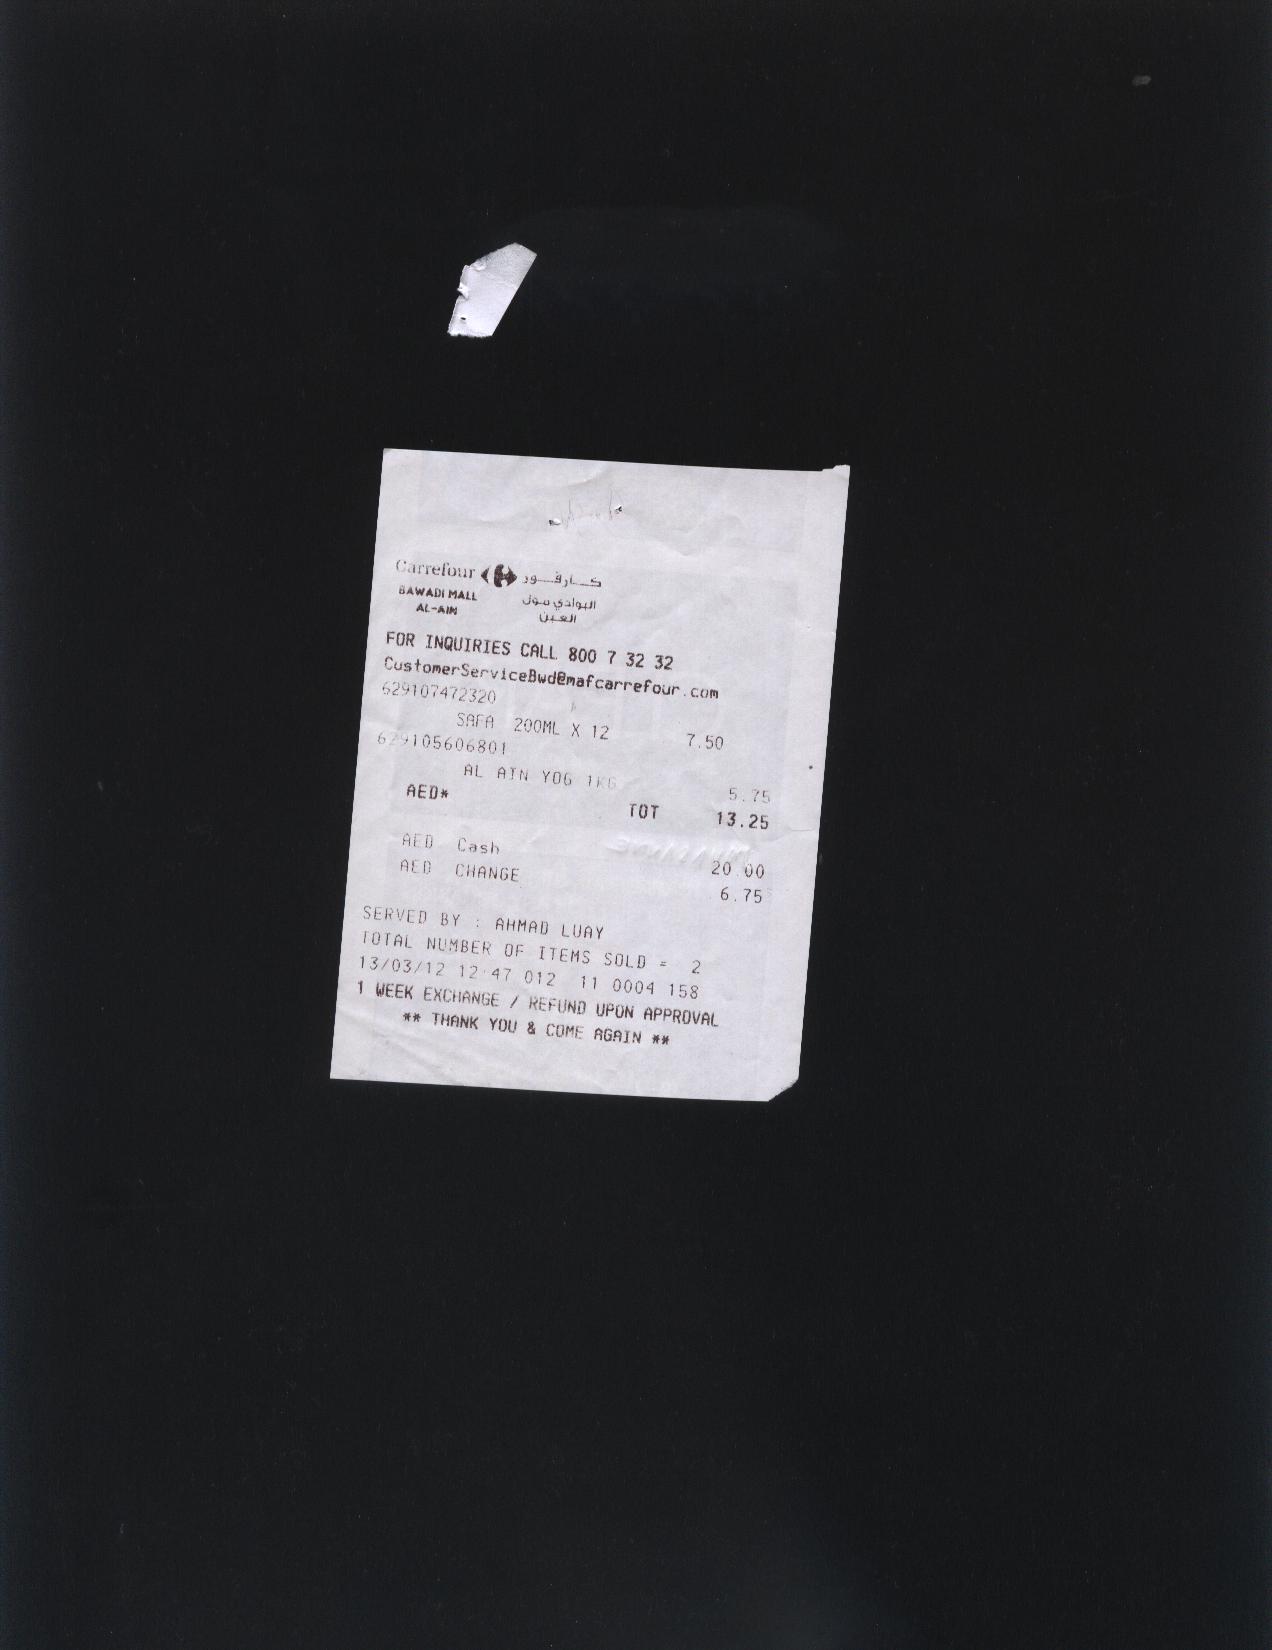 Carrefour كارفور
BAWADI MALL البوادي مول
AL-AIN العين
FOR INQUIRIES CALL 800 7 32 32
CustomerServiceBwd@mafcarrefour.com
629107472320
SAFA 200ML X 12 7.50
629105606801
AL AIN YOG 1KG 5.75
AED* TOT 13.25
AED Cash 20.00
AED CHANGE 6.75
SERVED BY : AHMAD LUAY
TOTAL NUMBER OF ITEMS SOLD = 2
13/03/12 12:47 012 11 0004 158
1 WEEK EXCHANGE / REFUND UPON APPROVAL
** THANK YOU & COME AGAIN **